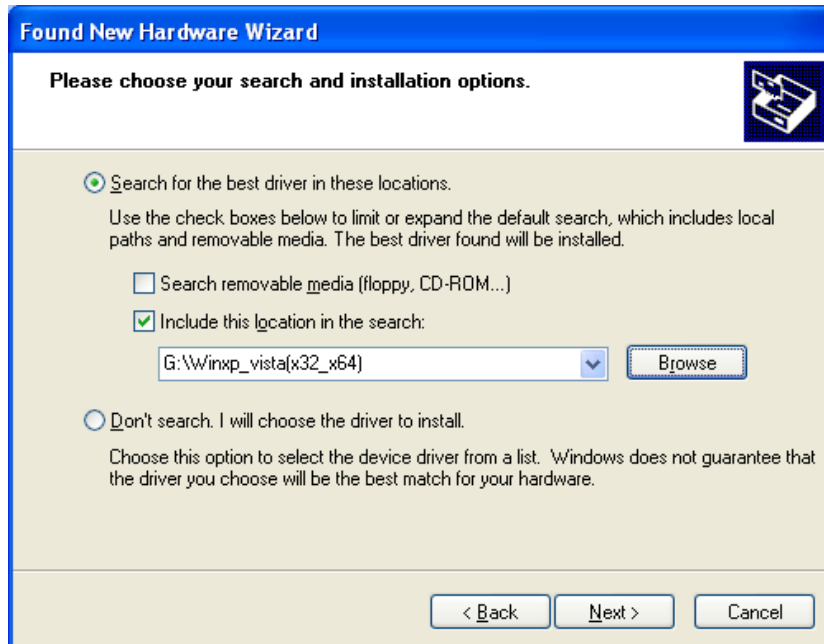 Found New Hardware Wizard
Please choose your search and installation options.
Search for the best driver in these locations.
Use the check boxes below to limit or expand the default search, which includes local
paths and removable media. The best driver found will be installed.
Search removable media (floppy, CD-ROM...)
Include this location in the search:
G:\Winxp_vista(x32_x64)
Browse
Don't search. I will choose the driver to install.
Choose this option to select the device driver from a list. Windows does not guarantee that
the driver you choose will be the best match for your hardware.
< Back
Next >
Cancel